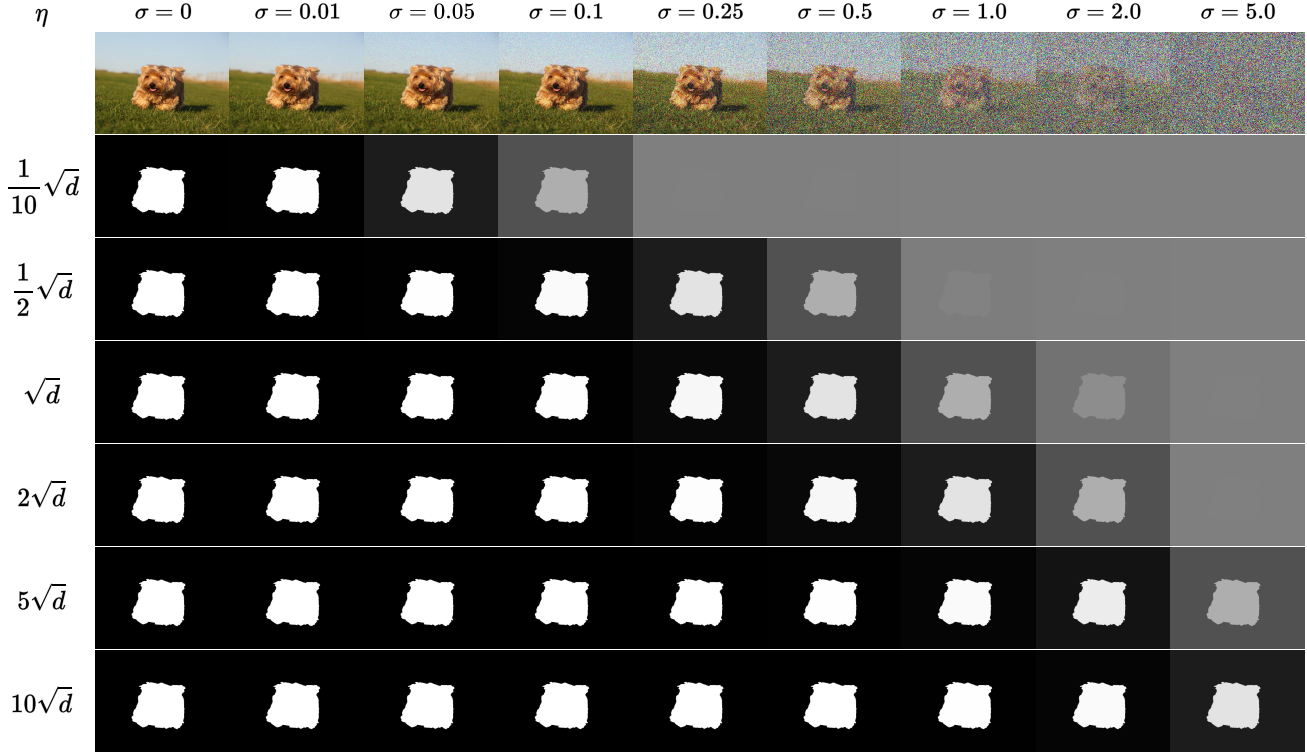 η σ = 0 σ = 0.01 σ = 0.05 σ = 0.1 σ = 0.25 σ = 0.5 σ = 1.0 σ = 2.0 σ = 5.0
1/10 √d
1/2 √d
√d
2√d
5√d
10√d